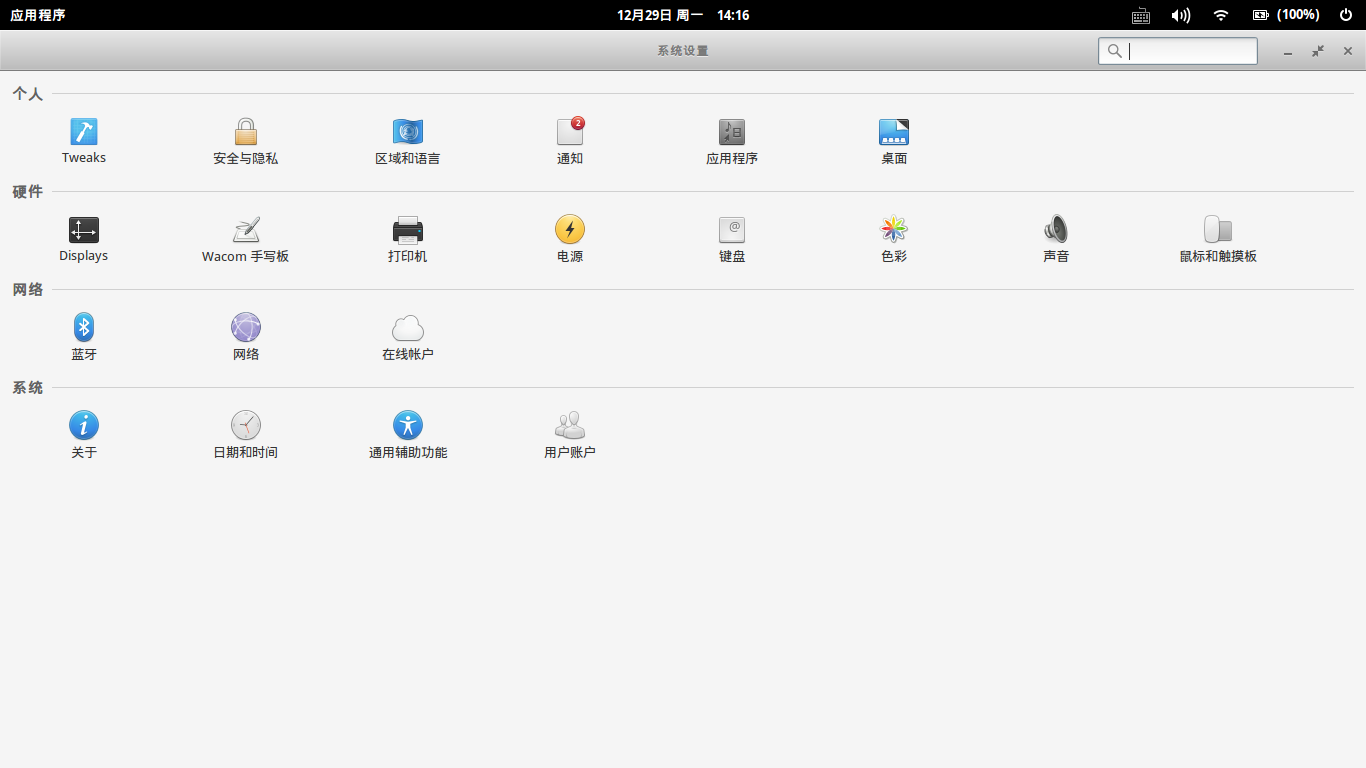 应用程序 12月29日 周一 14:16 (100%)
系统设置
个人
Tweaks 安全与隐私 区域和语言 2 通知 应用程序 桌面
硬件
Displays Wacom 手写板 打印机 电源 @ 键盘 色彩 声音 鼠标和触摸板
网络
蓝牙 网络 在线帐户
系统
关于 日期和时间 通用辅助功能 用户账户